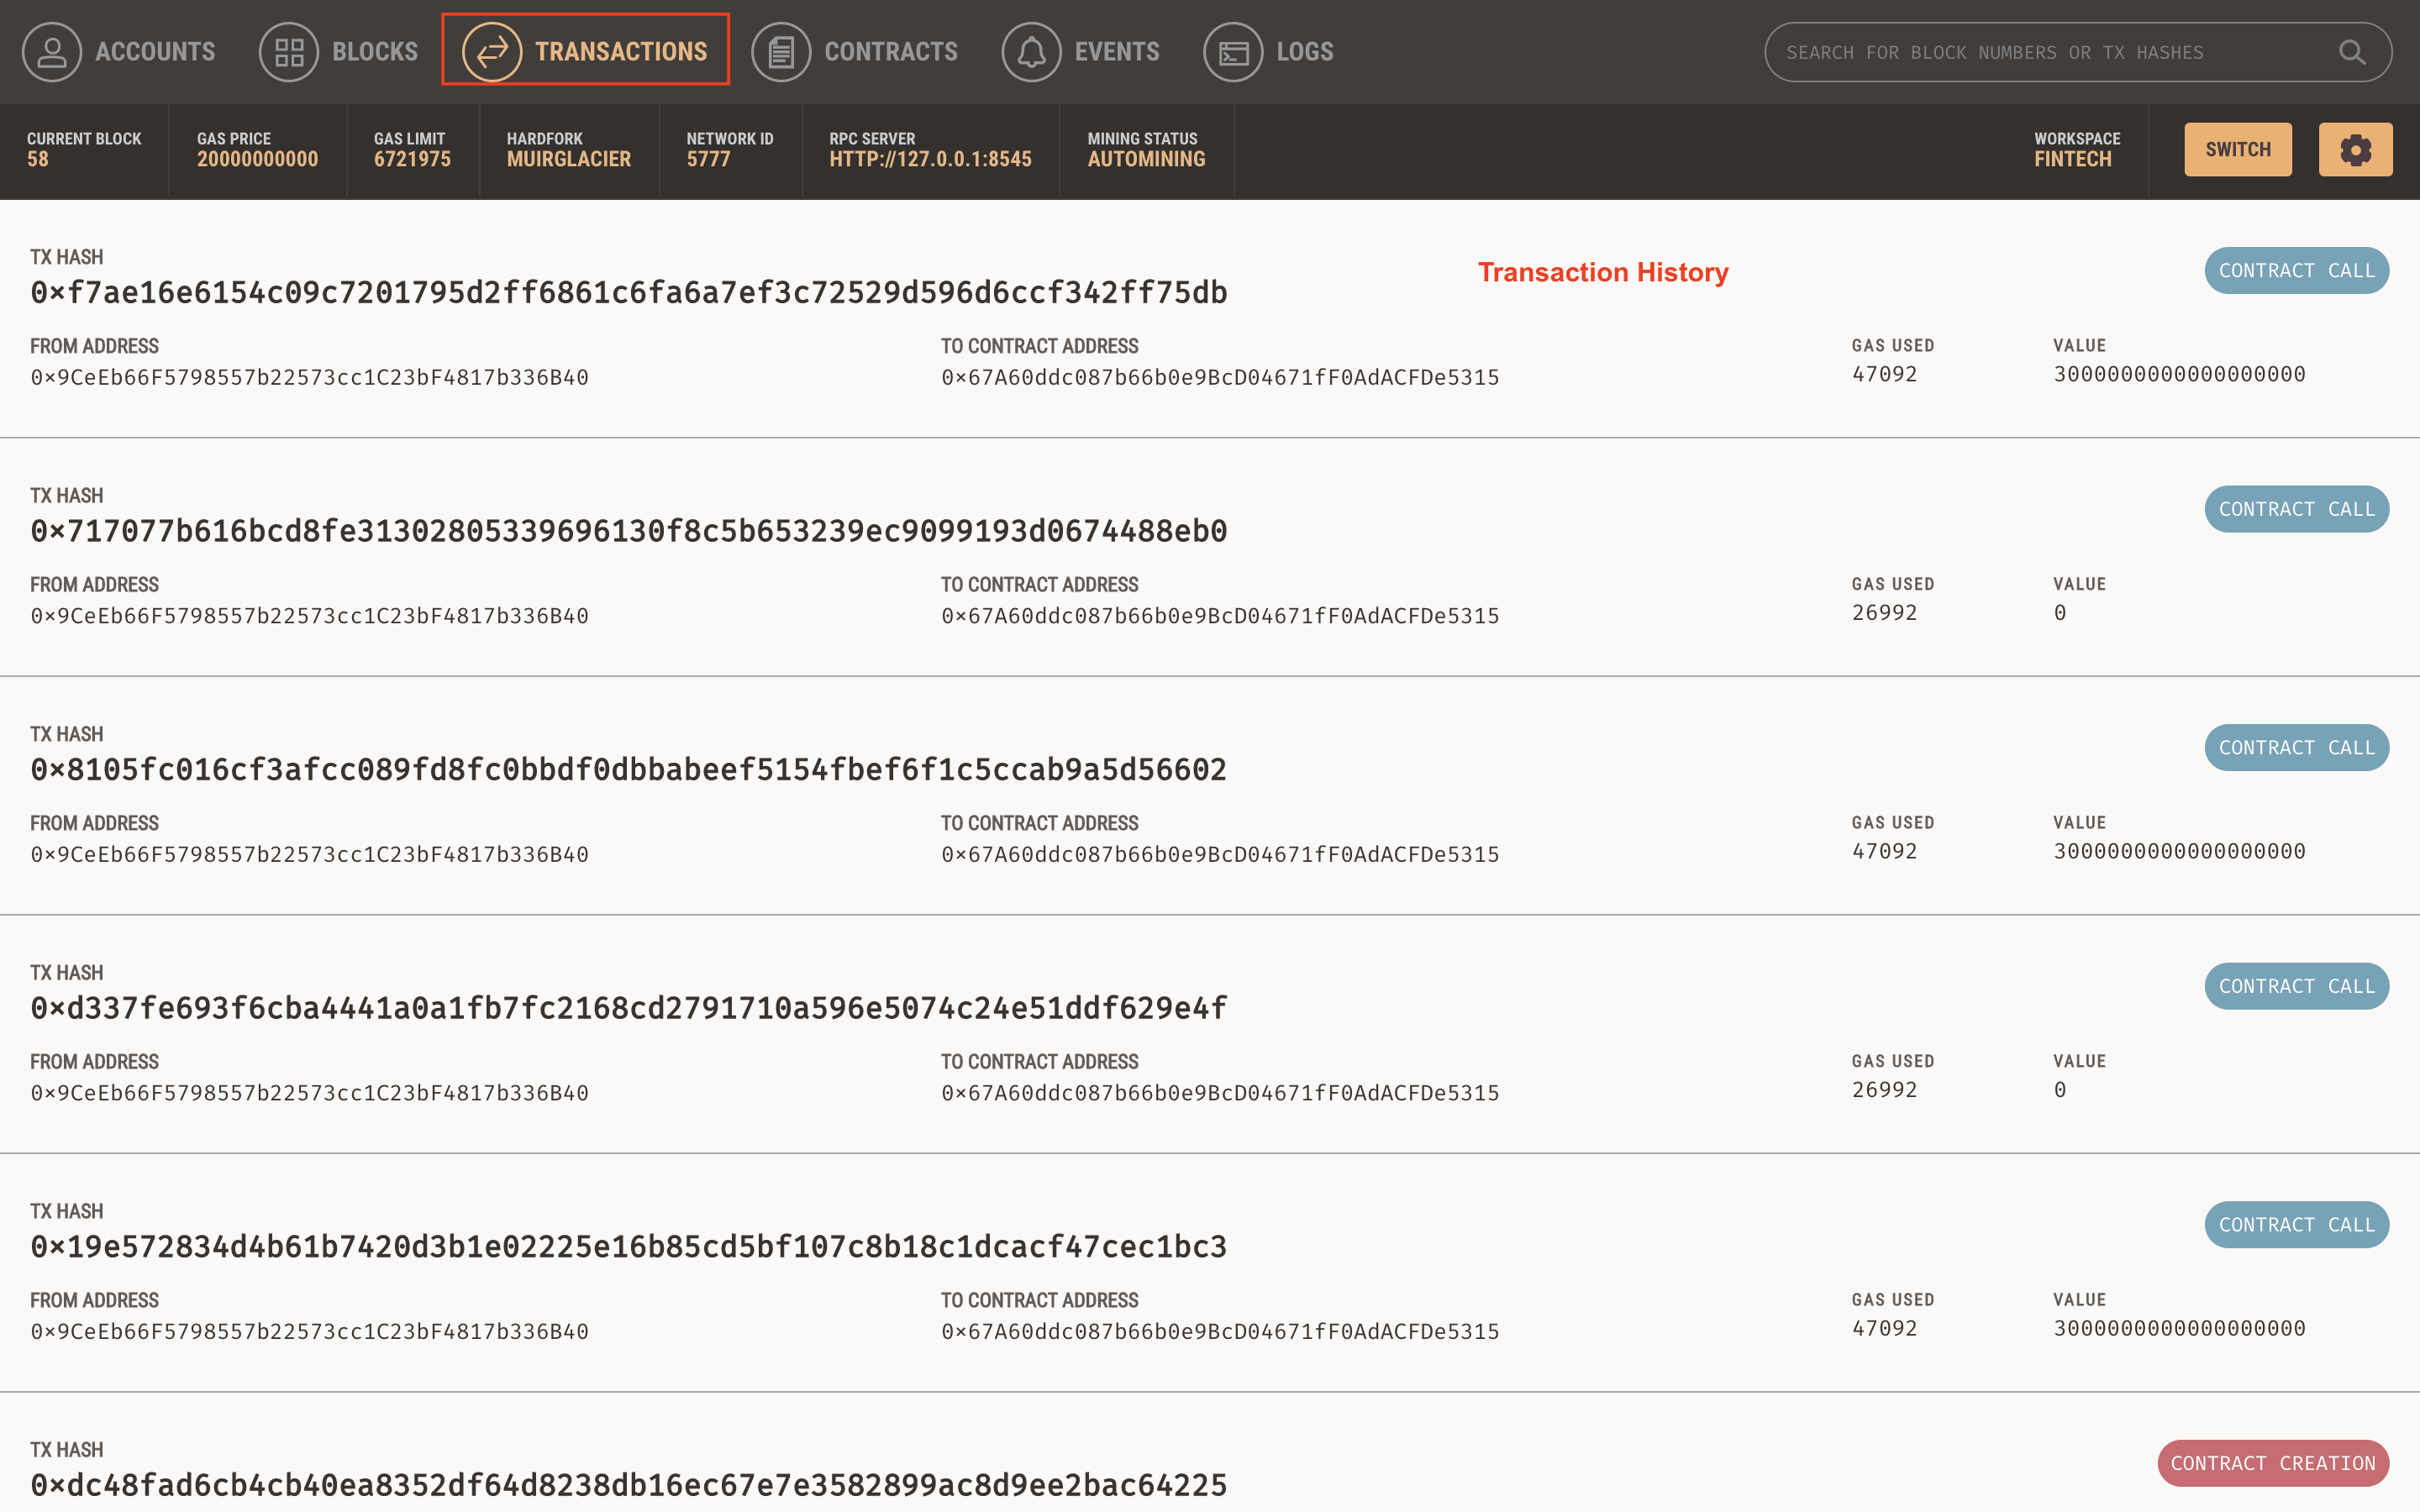 ACCOUNTS BLOCKS TRANSACTIONS CONTRACTS EVENTS LOGS SEARCH FOR BLOCK NUMBERS OR TX HASHES
CURRENT BLOCK GAS PRICE GAS LIMIT HARDFORK NETWORK ID RPC SERVER MINING STATUS WORKSPACE
58 20000000000 6721975 MUIRGLACIER 5777 HTTP://127.0.0.1:8545 AUTOMINING FINTECH SWITCH
TX HASH Transaction History CONTRACT CALL
0×f7ae16e6154c09c7201795d2ff6861c6fa6a7ef3c72529d596d6ccf342ff75db
FROM ADDRESS TO CONTRACT ADDRESS GAS USED VALUE
0×9CeEb66F5798557b22573cc1C23bF4817b336B40 0×67A60ddc087b66b0e9BcD04671fF0AdACFDe5315 47092 3000000000000000000
TX HASH CONTRACT CALL
0×717077b616bcd8fe31302805339696130f8c5b653239ec9099193d0674488eb0
FROM ADDRESS TO CONTRACT ADDRESS GAS USED VALUE
0×9CeEb66F5798557b22573cc1C23bF4817b336B40 0×67A60ddc087b66b0e9BcD04671fF0AdACFDe5315 26992 0
TX HASH CONTRACT CALL
0×8105fc016cf3afcc089fd8fc0bbdf0dbbabeef5154fbef6f1c5ccab9a5d56602
FROM ADDRESS TO CONTRACT ADDRESS GAS USED VALUE
0×9CeEb66F5798557b22573cc1C23bF4817b336B40 0×67A60ddc087b66b0e9BcD04671fF0AdACFDe5315 47092 3000000000000000000
TX HASH CONTRACT CALL
0×d337fe693f6cba4441a0a1fb7fc2168cd2791710a596e5074c24e51ddf629e4f
FROM ADDRESS TO CONTRACT ADDRESS GAS USED VALUE
0×9CeEb66F5798557b22573cc1C23bF4817b336B40 0×67A60ddc087b66b0e9BcD04671fF0AdACFDe5315 26992 0
TX HASH CONTRACT CALL
0×19e572834d4b61b7420d3b1e02225e16b85cd5bf107c8b18c1dcacf47cec1bc3
FROM ADDRESS TO CONTRACT ADDRESS GAS USED VALUE
0×9CeEb66F5798557b22573cc1C23bF4817b336B40 0×67A60ddc087b66b0e9BcD04671fF0AdACFDe5315 47092 3000000000000000000
TX HASH CONTRACT CREATION
0×dc48fad6cb4cb40ea8352df64d8238db16ec67e7e3582899ac8d9ee2bac64225